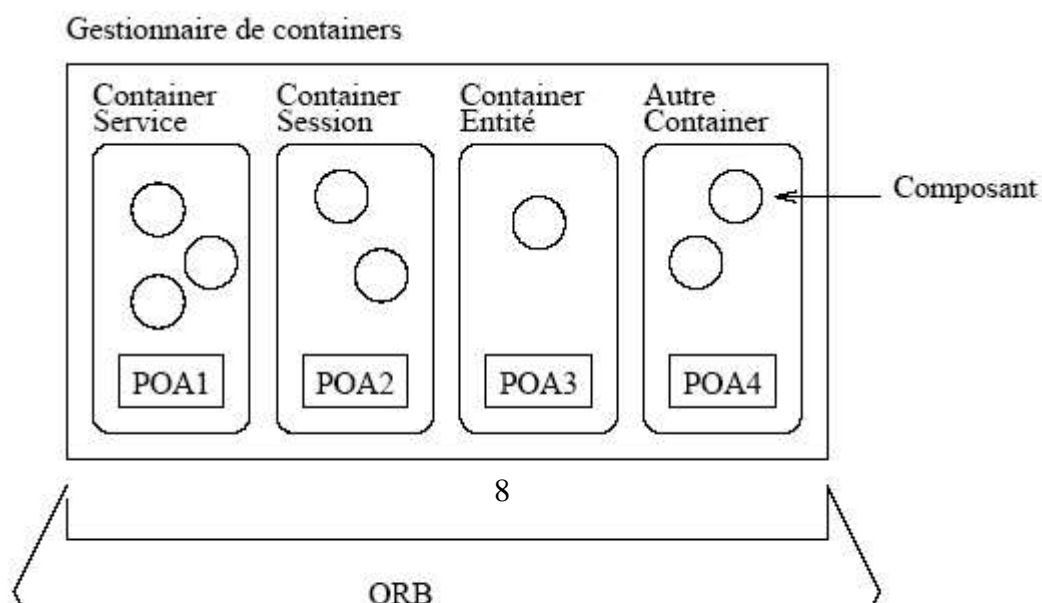 Gestionnaire de containers
Container
Service
Container
Session
Container
Entité
Autre
Container
Composant
POA1
POA2
POA3
POA4
8
ORB